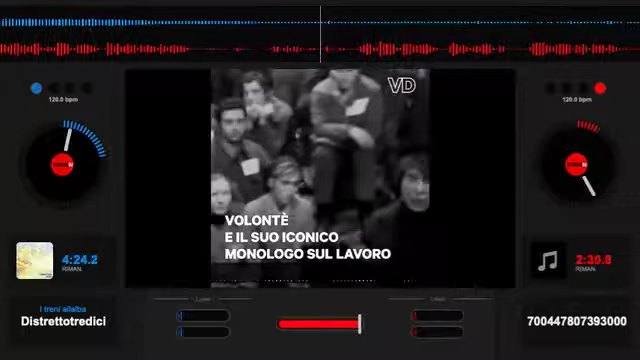 120.0 bpm
120.0 bpm
VD
VOLONTÈ
E IL SUO ICONICO
MONOLOGO SUL LAVORO
4:24.2
RIMAN.
2:39.8
RIMAN.
I treni all'alba
Distrettotredici
700447807393000